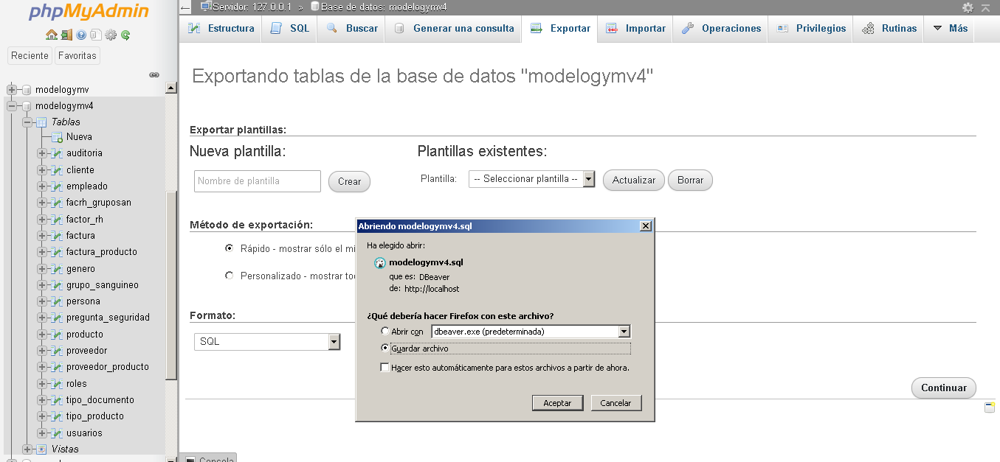 phpMyAdmin
Reciente
Favoritas
modelogymv
modelogymv4
Tablas
Nueva
auditoria
cliente
empleado
facrh_gruposan
factor_rh
factura
factura_producto
genero
grupo_sanguineo
persona
pregunta_seguridad
producto
proveedor
proveedor_producto
roles
tipo_documento
tipo_producto
usuarios
Vistas
Servidor: 127.0.0.1 » Base de datos: modelogymv4
Estructura
SQL
Buscar
Generar una consulta
Exportar
Importar
Operaciones
Privilegios
Rutinas
Más
Exportando tablas de la base de datos "modelogymv4"
Exportar plantillas:
Nueva plantilla:
Nombre de plantilla
Crear
Plantillas existentes:
Plantilla:
-- Seleccionar plantilla --
Actualizar
Borrar
Método de exportación:
Rápido - mostrar sólo el mí
Personalizado - mostrar to
Formato:
SQL
Abriendo modelogymv4.sql
Ha elegido abrir:
modelogymv4.sql
que es: DBeaver
de: http://localhost
¿Qué debería hacer Firefox con este archivo?
Abrir con
dbeaver.exe (predeterminada)
Guardar archivo
Hacer esto automáticamente para estos archivos a partir de ahora.
Aceptar
Cancelar
Continuar
Consola